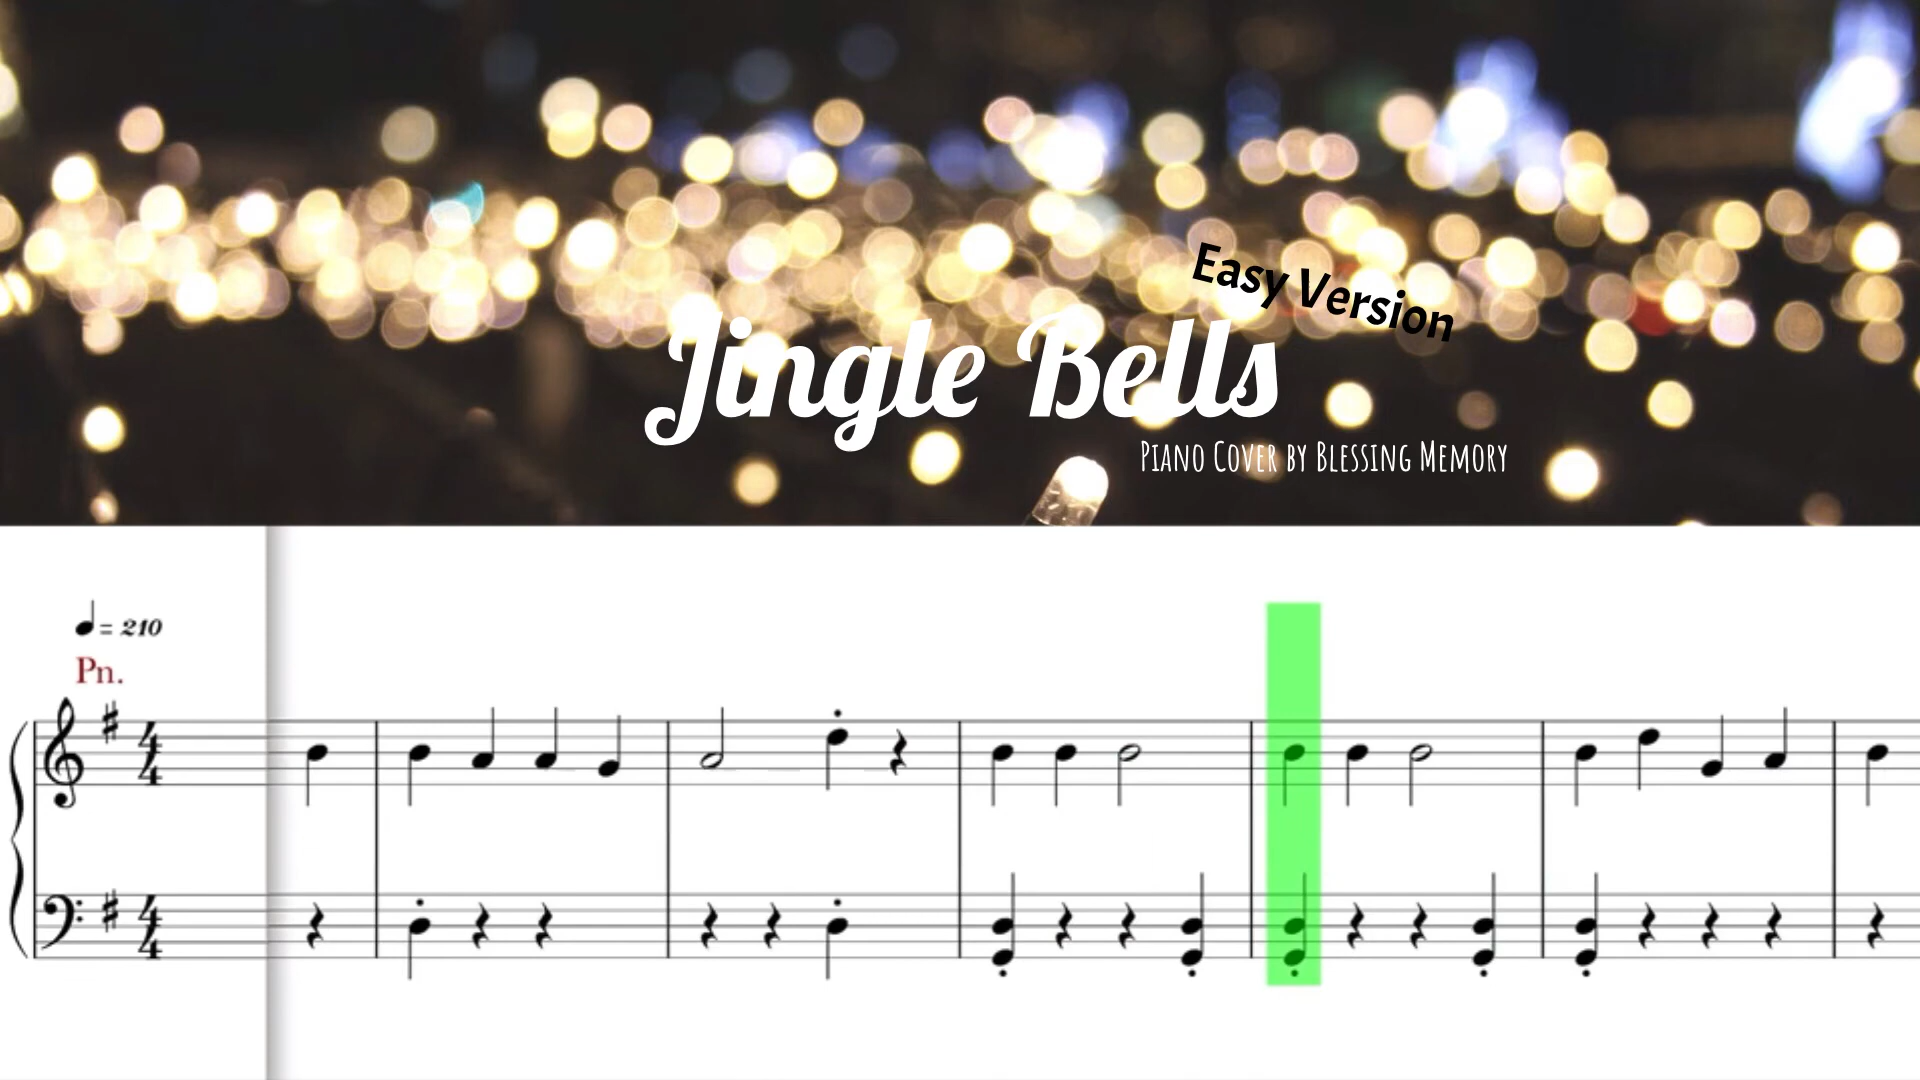 Easy Version
Jingle Bells
Piano Cover by Blessing Memory
= 210
Pn.
4
4
4
4